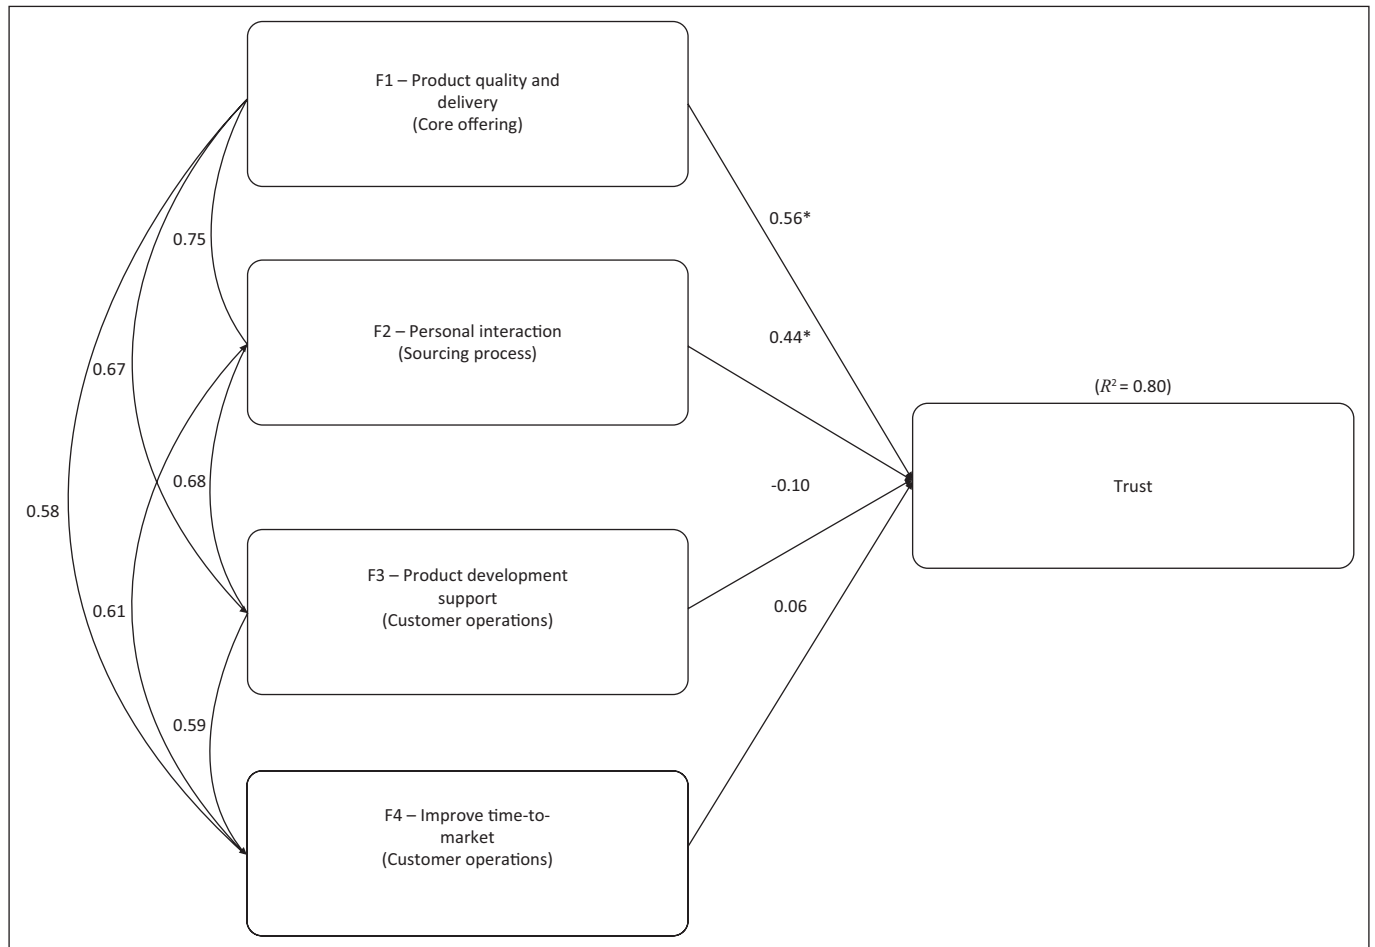 F1 – Product quality and
delivery
(Core offering)
0.56*
0.75
0.44*
F2 – Personal interaction
(Sourcing process)
0.67
(R² = 0.80)
Trust
0.68
-0.10
0.58
F3 – Product development
support
(Customer operations)
0.61
0.06
0.59
F4 – Improve time-to-
market
(Customer operations)